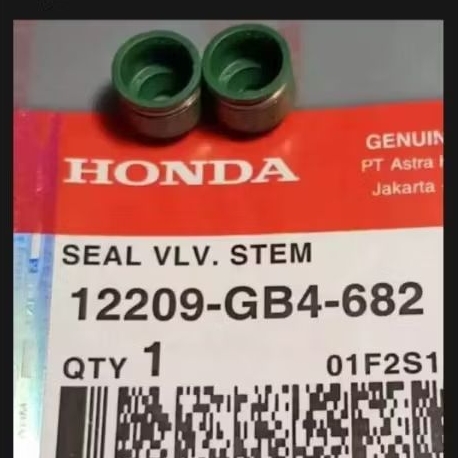 HONDA
GENUIN
PT Astra H
Jakarta -
SEAL VLV. STEM
12209-GB4-682
QTY 1
01F2S1